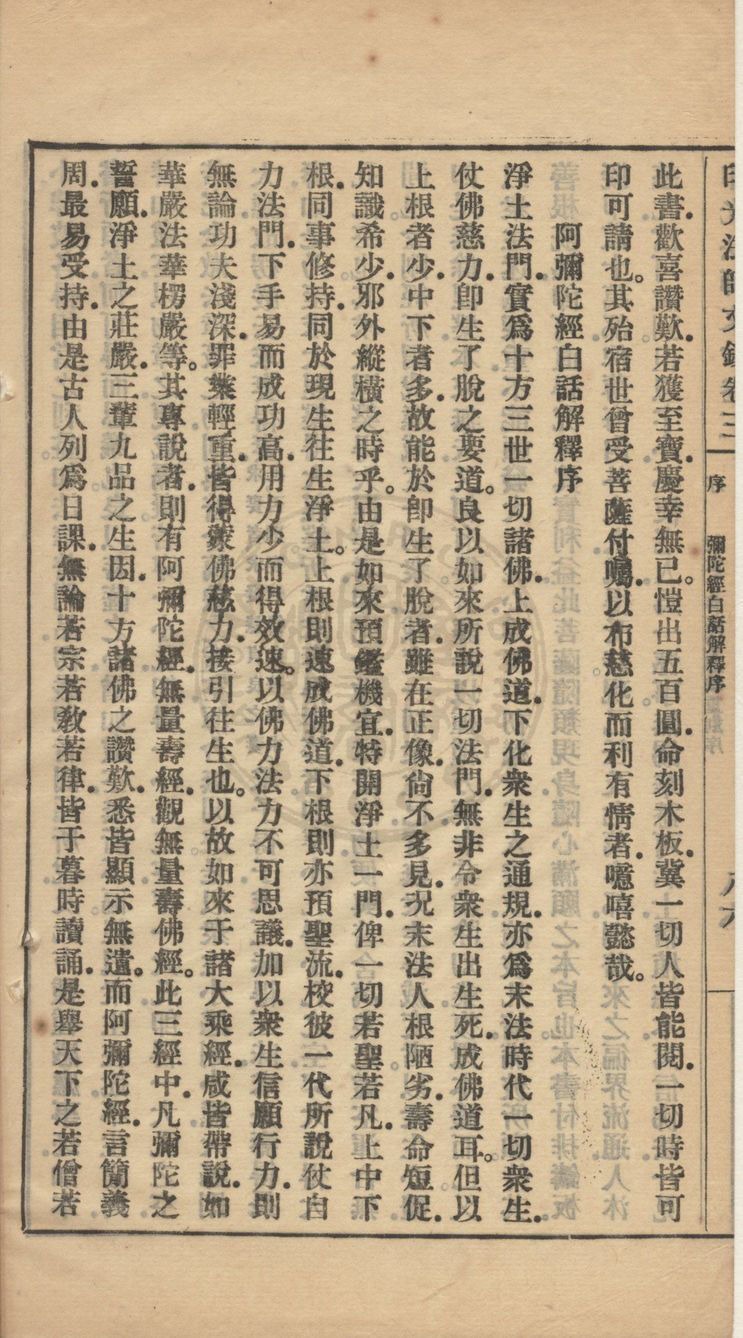 印光法師文鈔卷三 序 彌陀經白話解釋序 八六
此書歡喜讚歎。若獲至寶。慶幸無已。愷出五百圓。命刻木板。冀一切人皆能閱。一切時皆可
印可請也。其殆宿世曾受菩薩付囑。以布慈化而利有情者。噫嘻懿哉。
阿彌陀經白話解釋序
淨土法門。實爲十方三世一切諸佛。上成佛道。下化衆生之通規。亦爲末法時代一切衆生。
仗佛慈力。卽生了脫之要道。良以如來所說一切法門。無非令衆生出生死。成佛道耳。但以
上根者少。中下者多。故能於卽生了脫者。雖在正像。尙不多見。況末法人根陋劣。壽命短促。
知識希少。邪外縱橫之時乎。由是如來預鑑機宜。特開淨土一門。俾一切若聖若凡。上中下
根。同事修持。同於現生往生淨土。上根則速成佛道。下根則亦預聖流。校彼一代所說仗自
力法門。下手易而成功高。用力少而得效速。以佛力法力不可思議。加以衆生信願行力。則
無論功夫淺深。罪業輕重。皆得蒙佛慈力。接引往生也。以故如來于諸大乘經。咸皆帶說。如
華嚴法華楞嚴等。其專說者。則有阿彌陀經。無量壽經。觀無量壽佛經。此三經中。凡彌陀之
誓願。淨土之莊嚴。三輩九品之生因。十方諸佛之讚歎。悉皆顯示無遺。而阿彌陀經。言簡義
周。最易受持。由是古人列爲日課。無論若宗若敎若律。皆于暮時讀誦。是舉天下之若僧若